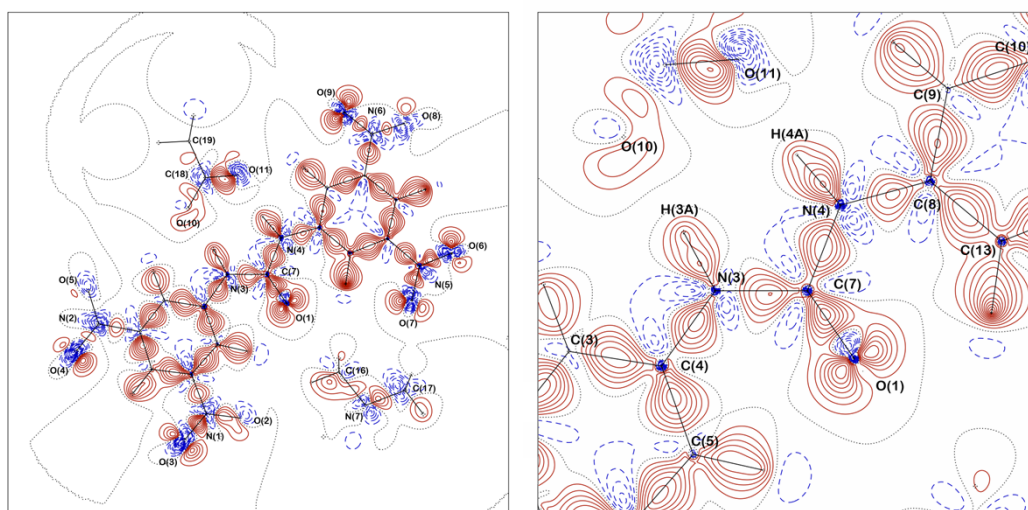 O(9)
N(6)
O(8)
C(19)
C(18)
O(11)
O(10)
N(4)
O(6)
N(3)
C(7)
N(5)
O(5)
O(1)
O(7)
N(2)
O(4)
C(16)
C(17)
N(7)
O(2)
N(1)
O(3)
C(10)
O(11)
C(9)
O(10)
H(4A)
N(4)
C(8)
H(3A)
C(13)
N(3)
C(7)
C(3)
C(4)
O(1)
C(5)